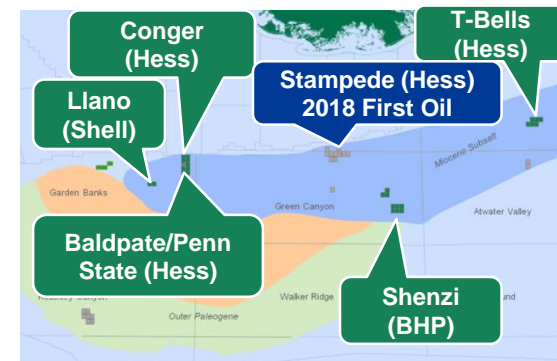 Conger
(Hess)
T-Bells
(Hess)
Stampede (Hess)
2018 First Oil
Llano
(Shell)
Miocene Subsalt
Garden Banks
Green Canyon
Atwater Valley
Baldpate/Penn
State (Hess)
Shenzi
(BHP)
Walker Ridge
Outer Paleogene